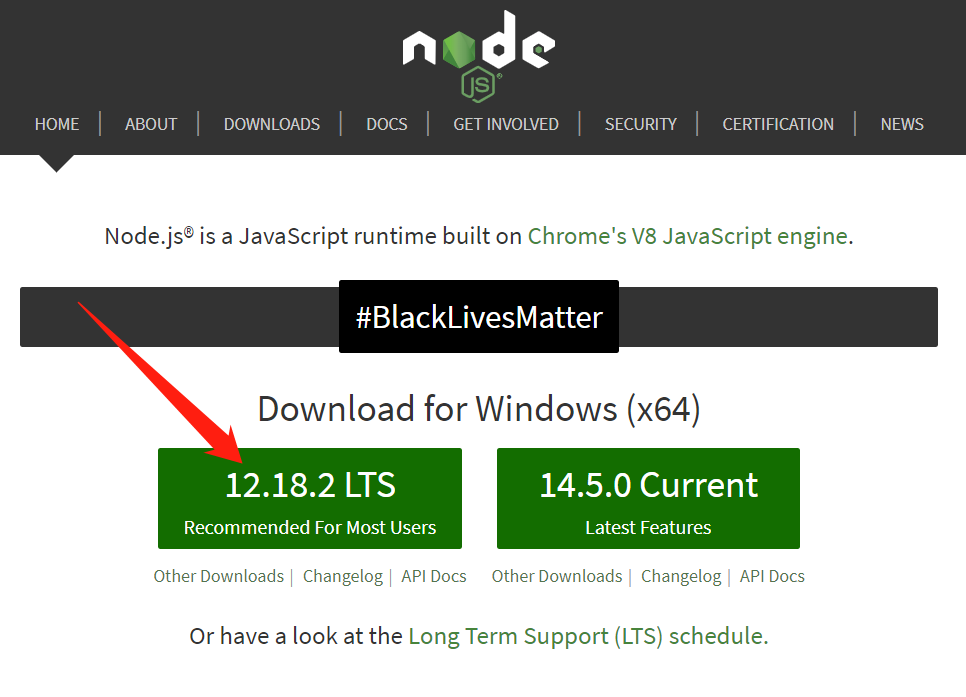 node
JS®
HOME | ABOUT | DOWNLOADS | DOCS | GET INVOLVED | SECURITY | CERTIFICATION | NEWS
Node.js® is a JavaScript runtime built on Chrome's V8 JavaScript engine.
#BlackLivesMatter
Download for Windows (x64)
12.18.2 LTS
Recommended For Most Users
14.5.0 Current
Latest Features
Other Downloads | Changelog | API Docs
Other Downloads | Changelog | API Docs
Or have a look at the Long Term Support (LTS) schedule.